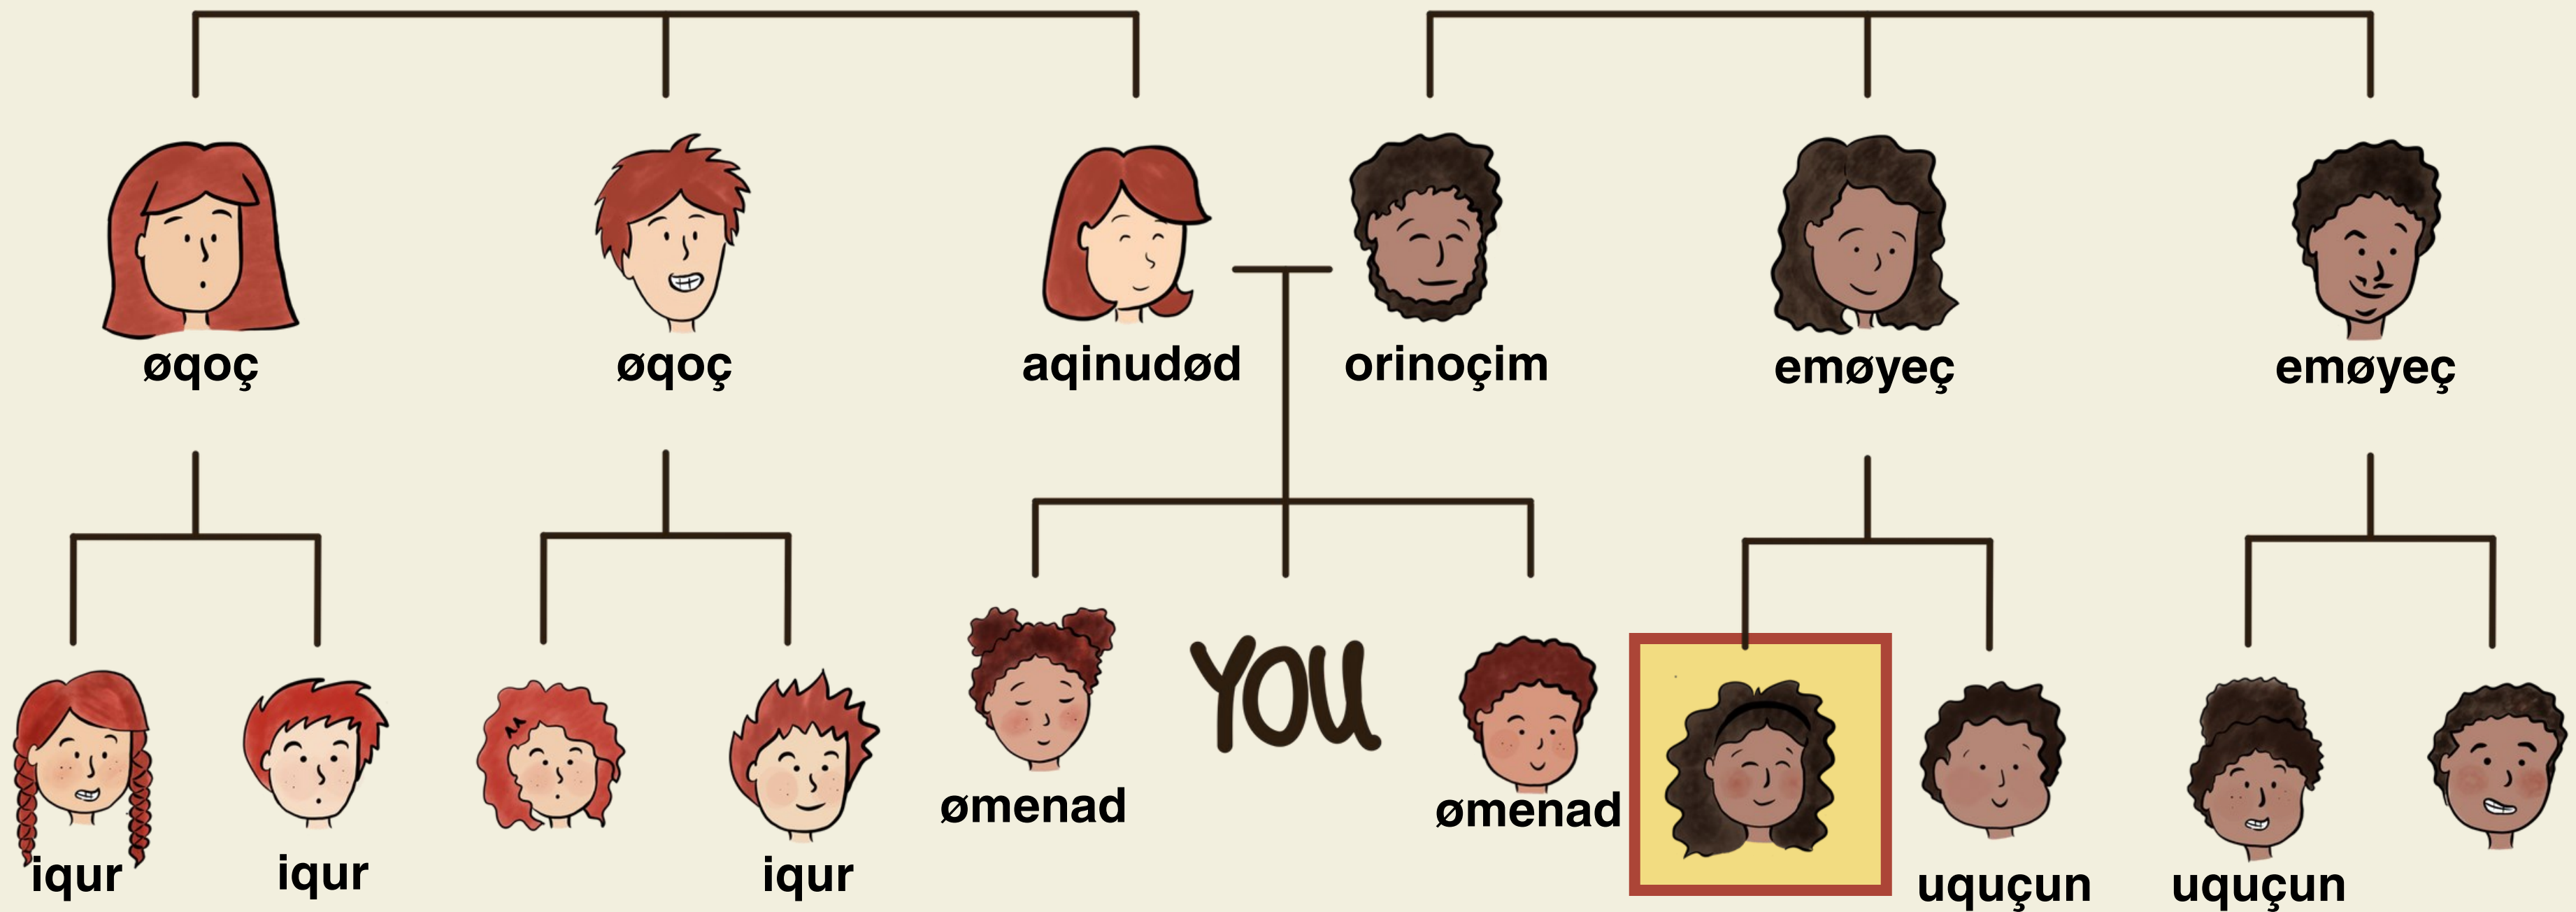 øqoç
øqoç
aqinudød
orinoçim
emøyeç
emøyeç
iqur
iqur
iqur
ømenad
YOU
ømenad
uquçun
uquçun